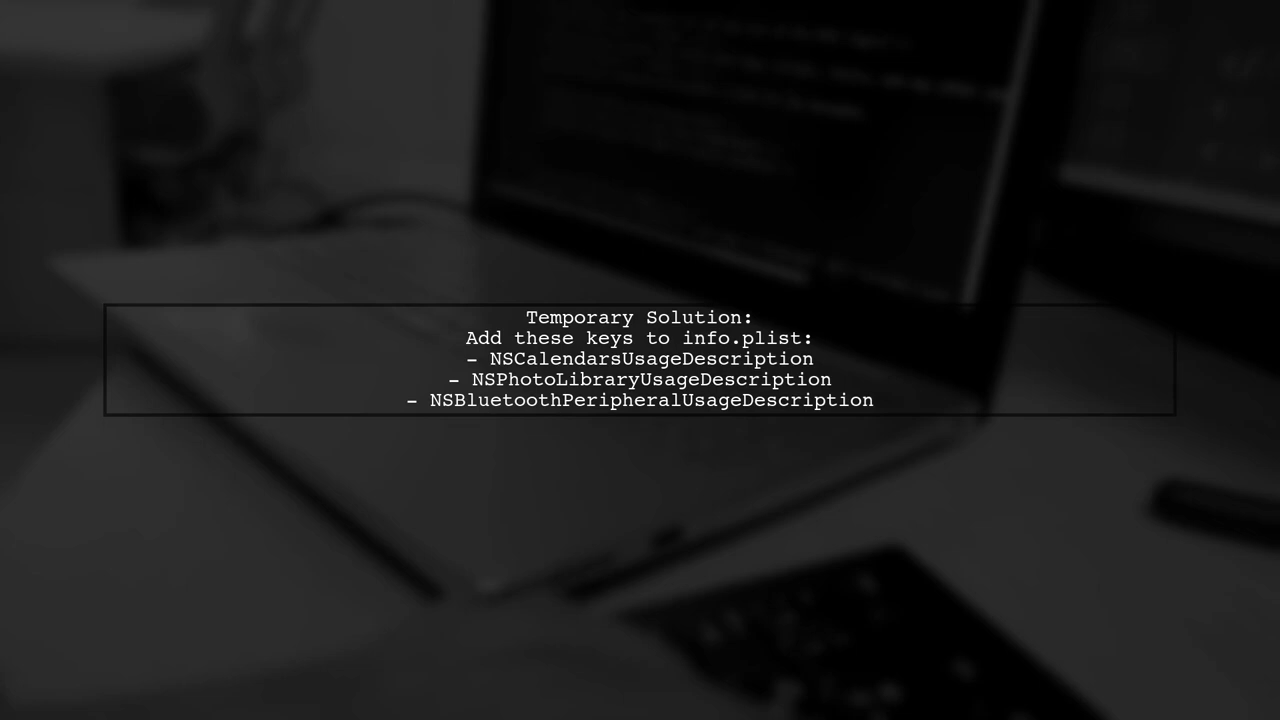 Temporary Solution:
Add these keys to info.plist:
- NSCalendarsUsageDescription
- NSPhotoLibraryUsageDescription
- NSBluetoothPeripheralUsageDescription